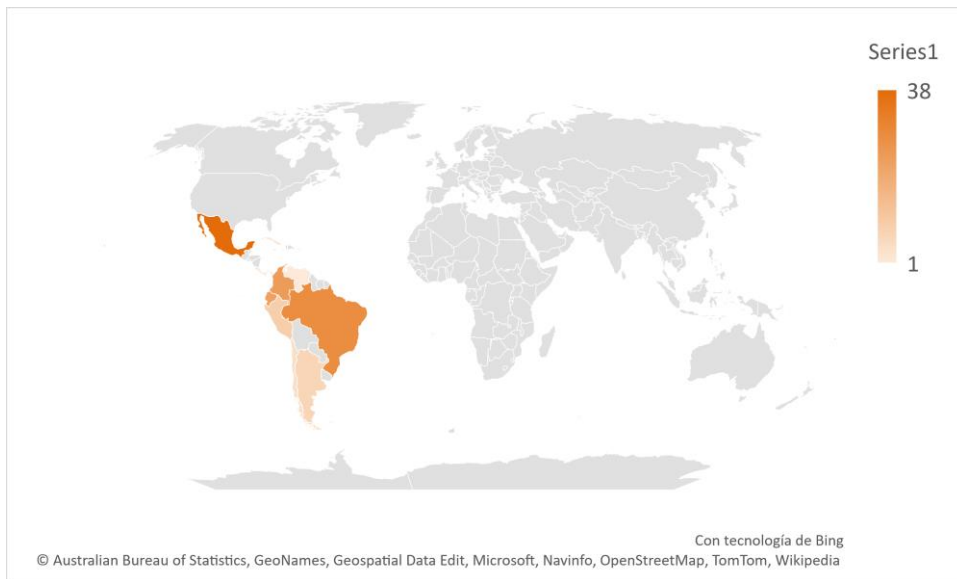 Series1
38
1
Con tecnología de Bing
© Australian Bureau of Statistics, GeoNames, Geospatial Data Edit, Microsoft, Navinfo, OpenStreetMap, TomTom, Wikipedia